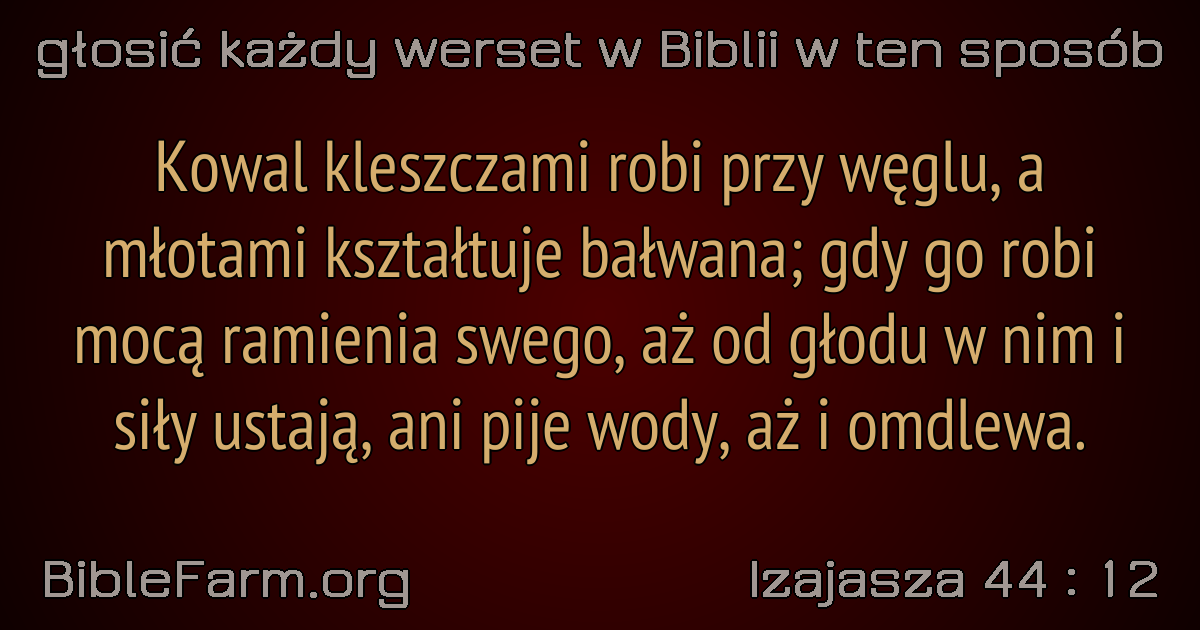 głosić każdy werset w Biblii w ten sposób
Kowal kleszczami robi przy węglu, a
młotami kształtuje bałwana; gdy go robi
mocą ramienia swego, aż od głodu w nim i
siły ustają, ani pije wody, aż i omdlewa.
BibleFarm.org
Izajasza 44 : 12